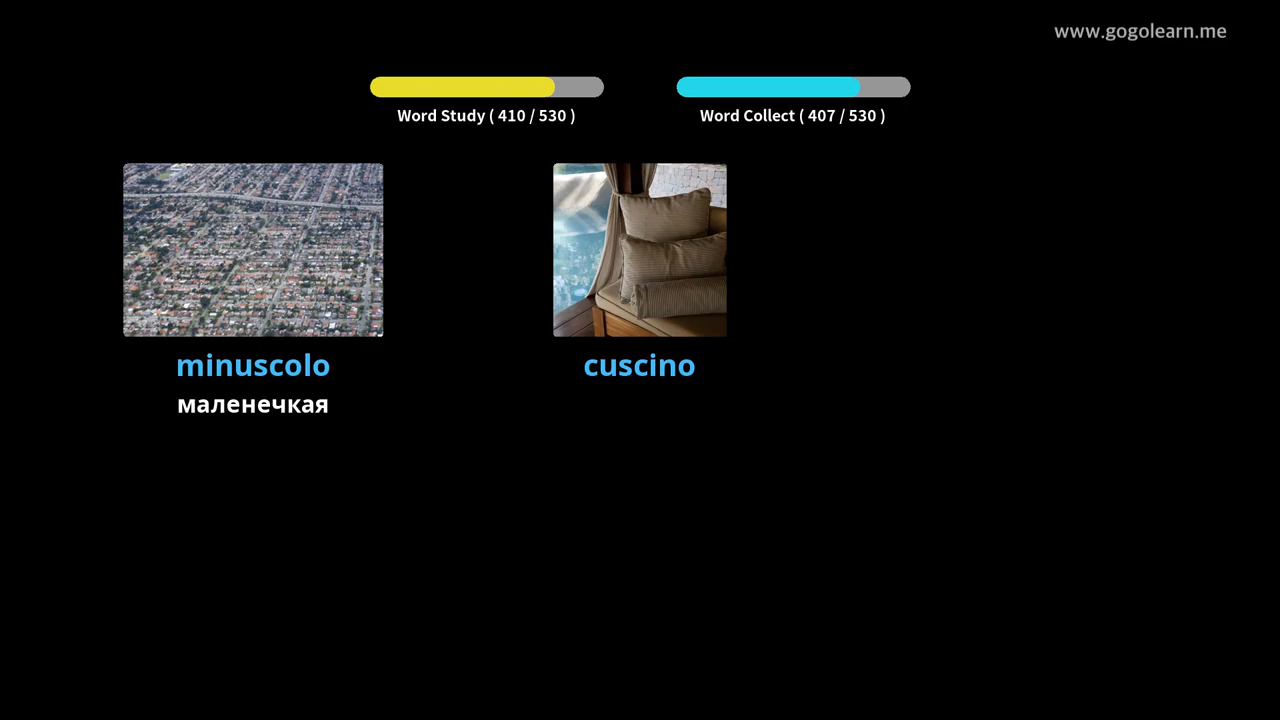 www.gogolearn.me
Word Study ( 410 / 530 )
Word Collect ( 407 / 530 )
minuscolo
cuscino
маленечкая